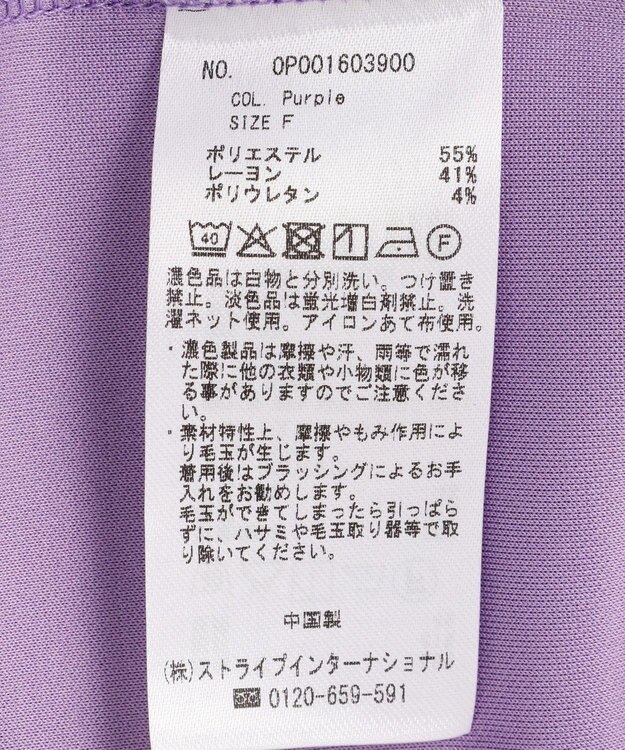 NO. 0P001603900
COL. Purple
SIZE F
ポリエステル 55%
レーヨン 41%
ポリウレタン 4%
40 F
濃色品は白物と分別洗い。つけ置き
禁止。淡色品は蛍光増白剤禁止。洗
濯ネット使用。アイロンあて布使用。
・濃色製品は摩擦や汗、雨等で濡れ
た際に他の衣類や小物類に色が移
る事がありますのでご注意くださ
い。
・素材特性上、摩擦やもみ作用によ
り毛玉が生じます。
着用後はブラッシングによるお手
入れをお勧めします。
毛玉ができてしまったら引っぱら
ずに、ハサミや毛玉取り器等で取
り除いてください。
中国製
(株)ストライプインターナショナル
0120-659-591